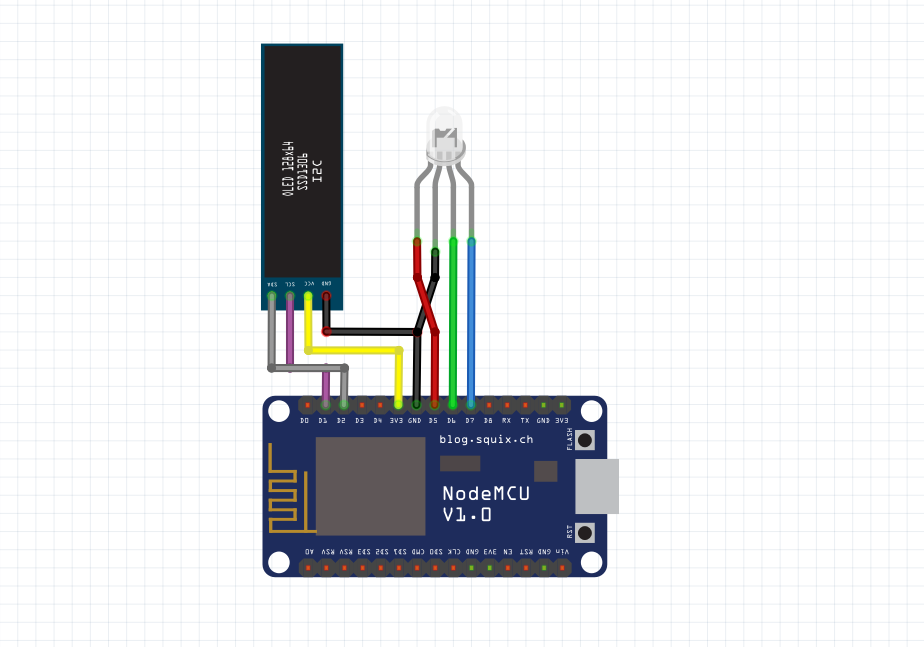 OLED 128x64
SSD1306
I2C
SDA SCL VCC GND
D0 D1 D2 D3 D4 3V3 GND D5 D6 D7 D8 RX TX GND 3V3
blog.squix.ch
FLASH
NodeMCU
V1.0
RST
A0 RSV RSV SD3 SD2 SD1 CMD SD0 CLK GND 3V3 EN RST GND Vin